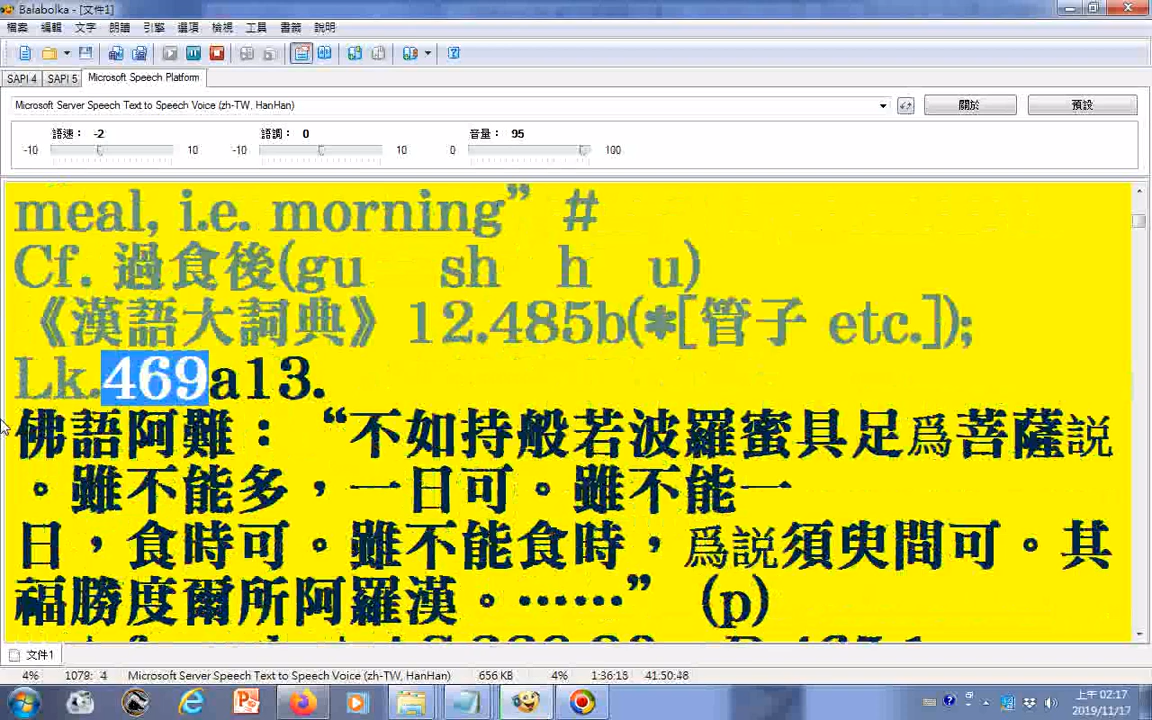 Balabolka - [文件1]
檔案 編輯 文字 朗讀 引擎 選項 檢視 工具 書籤 說明
SAPI 4 SAPI 5 Microsoft Speech Platform
Microsoft Server Speech Text to Speech Voice (zh-TW, HanHan) 關於 預設
語速： -2 語調： 0 音量： 95
-10 10 -10 10 0 100
meal, i.e. morning” #
Cf. 過食後(gu sh h u)
《漢語大詞典》 12.485b(*[管子 etc.]);
Lk.469a13.
佛語阿難：“不如持般若波羅蜜具足爲菩薩説
。雖不能多，一日可。雖不能一
日，食時可。雖不能食時，爲説須臾間可。其
福勝度爾所阿羅漢。……” (p)
文件1
4% 1079: 4 Microsoft Server Speech Text to Speech Voice (zh-TW, HanHan) 656 KB 4% 1:36:18 41:50:48
上午 02:17
2019/11/17